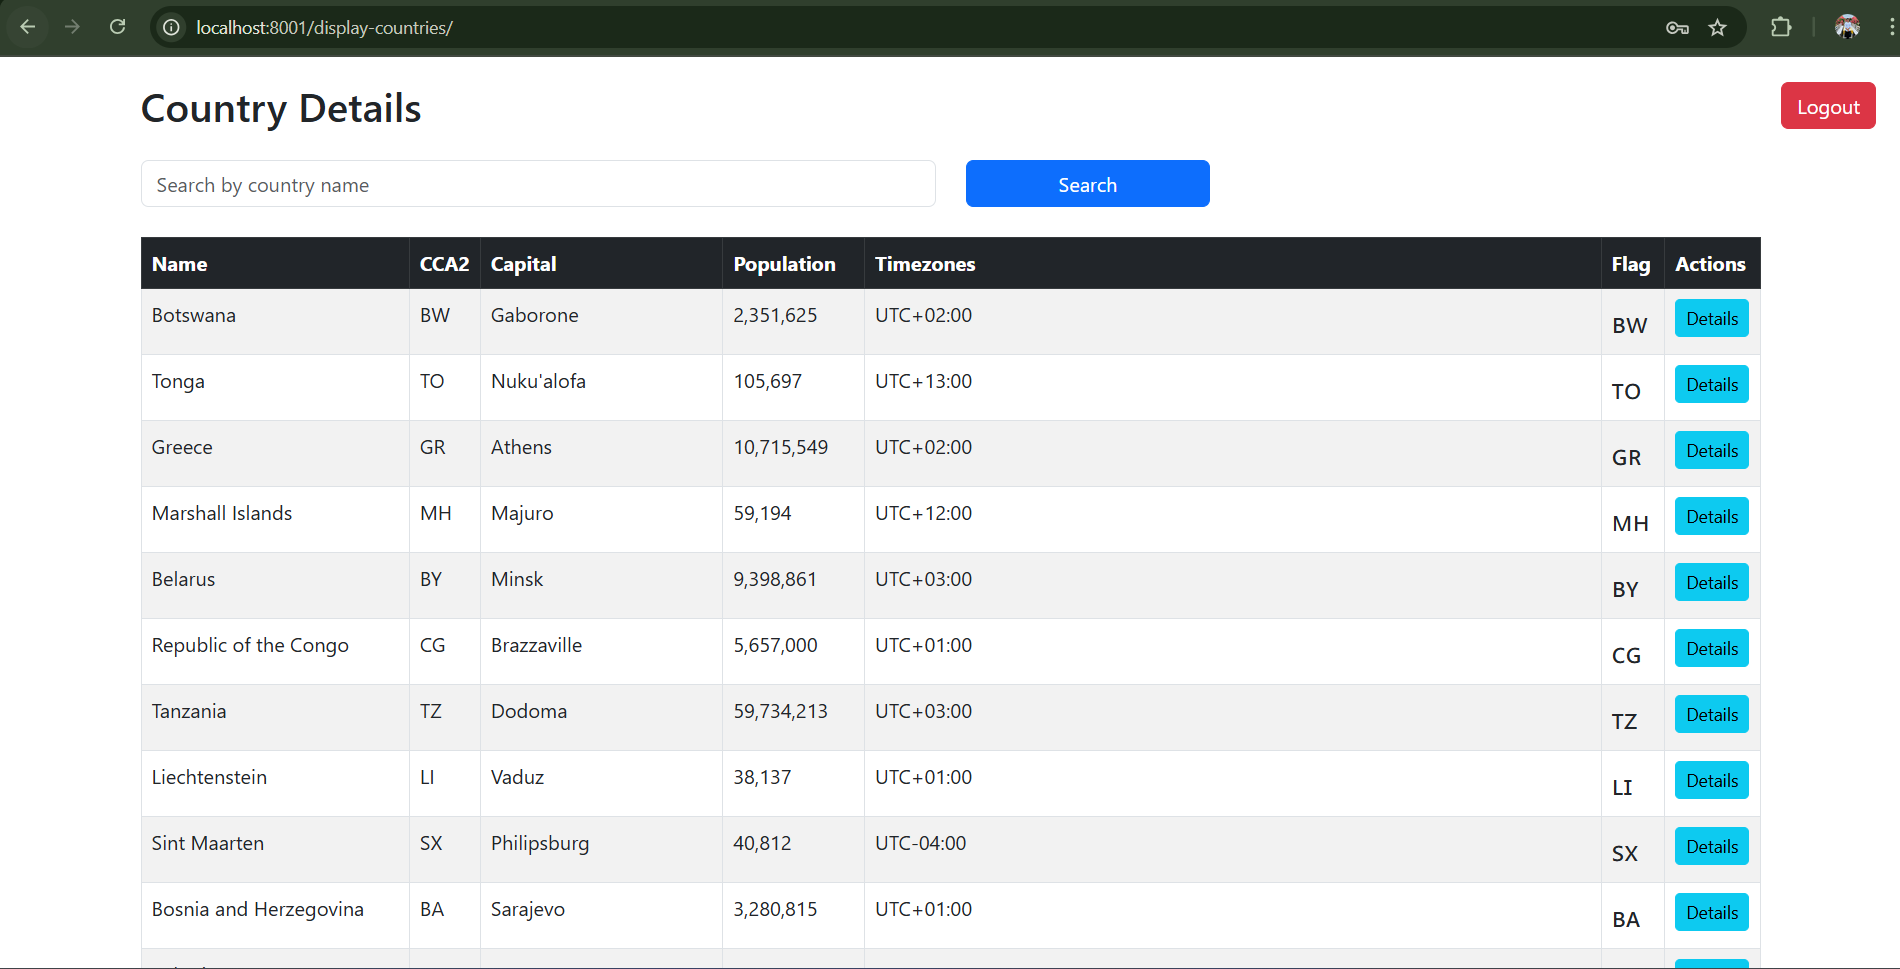 localhost:8001/display-countries/
Country Details
Logout
Search by country name
Search
Name CCA2 Capital Population Timezones Flag Actions
Botswana BW Gaborone 2,351,625 UTC+02:00 BW Details
Tonga TO Nuku'alofa 105,697 UTC+13:00 TO Details
Greece GR Athens 10,715,549 UTC+02:00 GR Details
Marshall Islands MH Majuro 59,194 UTC+12:00 MH Details
Belarus BY Minsk 9,398,861 UTC+03:00 BY Details
Republic of the Congo CG Brazzaville 5,657,000 UTC+01:00 CG Details
Tanzania TZ Dodoma 59,734,213 UTC+03:00 TZ Details
Liechtenstein LI Vaduz 38,137 UTC+01:00 LI Details
Sint Maarten SX Philipsburg 40,812 UTC-04:00 SX Details
Bosnia and Herzegovina BA Sarajevo 3,280,815 UTC+01:00 BA Details